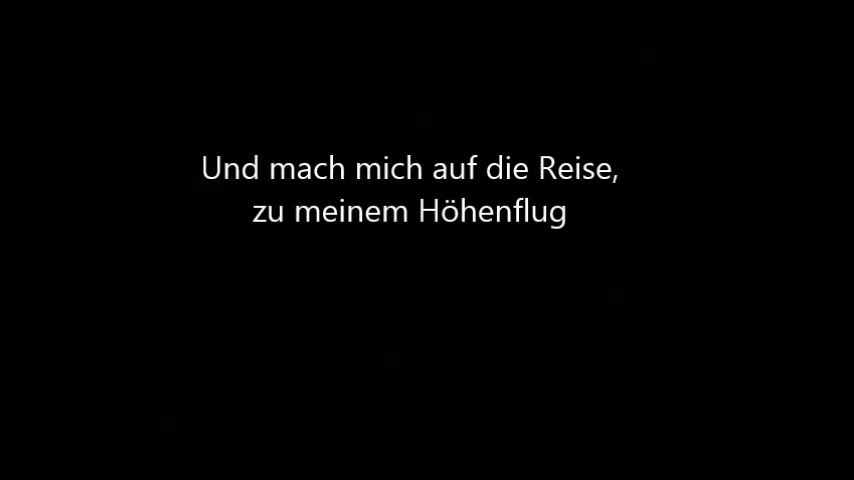 Und mach mich auf die Reise,
zu meinem Höhenflug